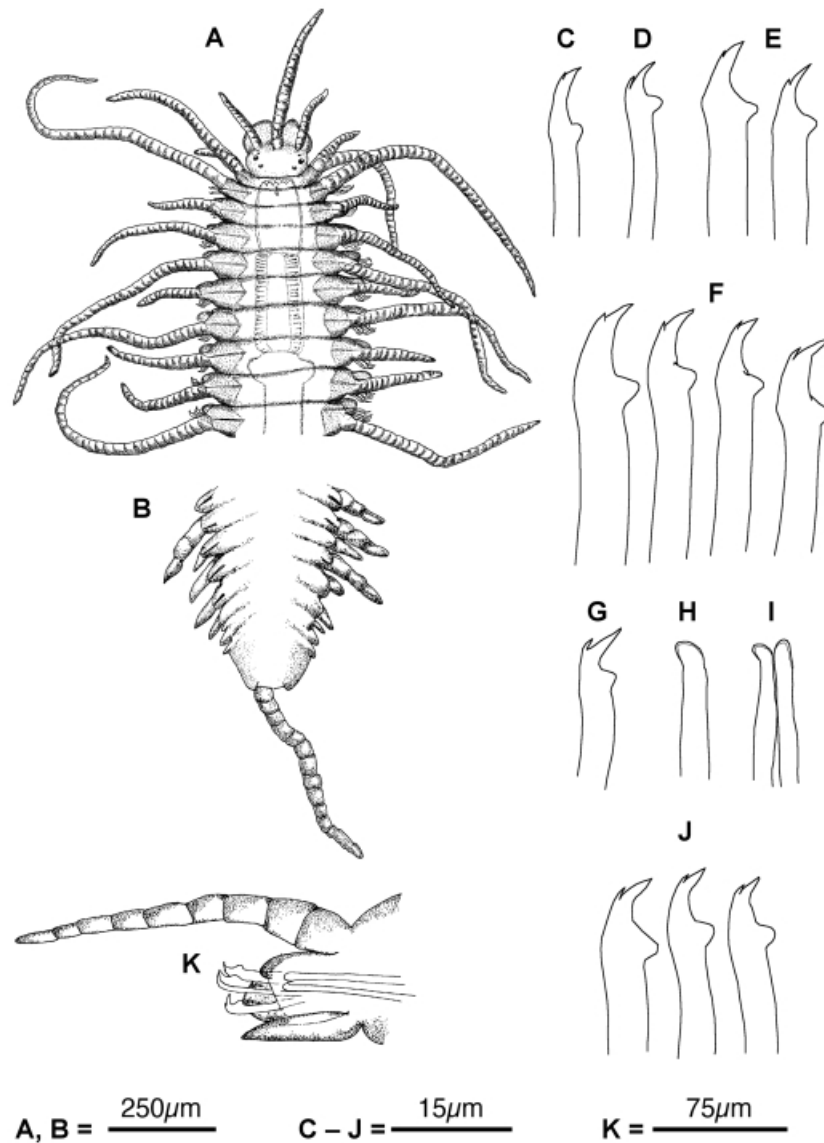 A
C D E
F
B
G H I
J
K
A, B = 250µm C – J = 15µm K = 75µm